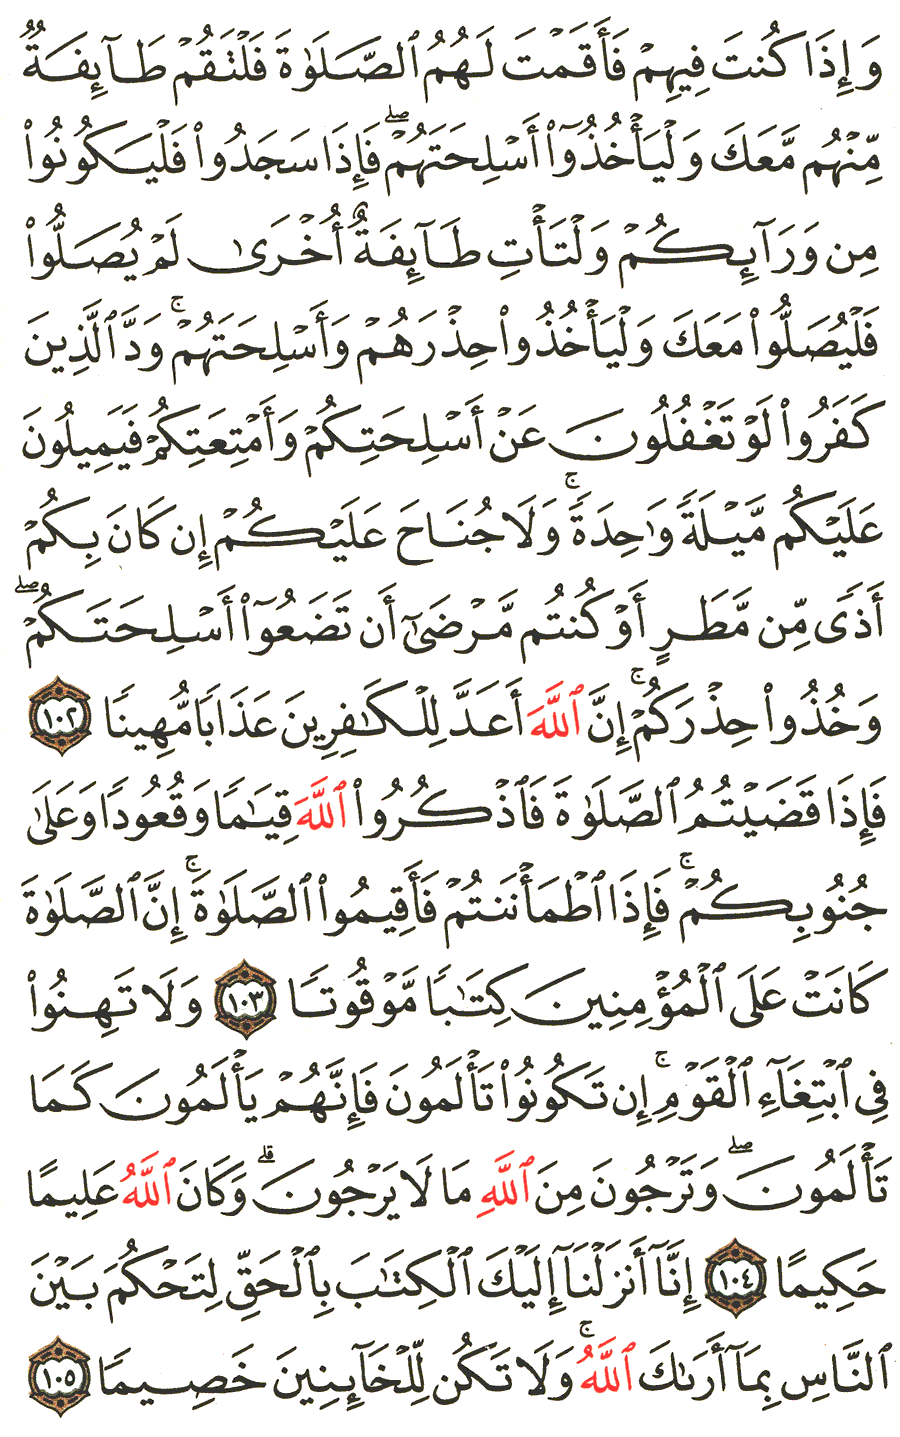 وَإِذَا كُنتَ فِيهِمْ فَأَقَمْتَ لَهُمُ ٱلصَّلَوٰةَ فَلْتَقُمْ طَآئِفَةٌ
مِّنْهُم مَّعَكَ وَلْيَأْخُذُوٓا۟ أَسْلِحَتَهُمْ ۖ فَإِذَا سَجَدُوا۟ فَلْيَكُونُوا۟
مِن وَرَآئِكُمْ وَلْتَأْتِ طَآئِفَةٌ أُخْرَىٰ لَمْ يُصَلُّوا۟
فَلْيُصَلُّوا۟ مَعَكَ وَلْيَأْخُذُوا۟ حِذْرَهُمْ وَأَسْلِحَتَهُمْ ۗ وَدَّ ٱلَّذِينَ
كَفَرُوا۟ لَوْ تَغْفُلُونَ عَنْ أَسْلِحَتِكُمْ وَأَمْتِعَتِكُمْ فَيَمِيلُونَ
عَلَيْكُم مَّيْلَةً وَٰحِدَةً ۚ وَلَا جُنَاحَ عَلَيْكُمْ إِن كَانَ بِكُمْ
أَذًى مِّن مَّطَرٍ أَوْ كُنتُم مَّرْضَىٰٓ أَن تَضَعُوٓا۟ أَسْلِحَتَكُمْ ۖ
وَخُذُوا۟ حِذْرَكُمْ ۚ إِنَّ ٱللَّهَ أَعَدَّ لِلْكَـٰفِرِينَ عَذَابًا مُّهِينًا ١٠٢
فَإِذَا قَضَيْتُمُ ٱلصَّلَوٰةَ فَٱذْكُرُوا۟ ٱللَّهَ قِيَـٰمًا وَقُعُودًا وَعَلَىٰ
جُنُوبِكُمْ ۚ فَإِذَا ٱطْمَأْنَنتُمْ فَأَقِيمُوا۟ ٱلصَّلَوٰةَ ۚ إِنَّ ٱلصَّلَوٰةَ
كَانَتْ عَلَى ٱلْمُؤْمِنِينَ كِتَـٰبًا مَّوْقُوتًا ١٠٣ وَلَا تَهِنُوا۟
فِى ٱبْتِغَآءِ ٱلْقَوْمِ ۚ إِن تَكُونُوا۟ تَأْلَمُونَ فَإِنَّهُمْ يَأْلَمُونَ كَمَا
تَأْلَمُونَ ۖ وَتَرْجُونَ مِنَ ٱللَّهِ مَا لَا يَرْجُونَ ۗ وَكَانَ ٱللَّهُ عَلِيمًا
حَكِيمًا ١٠٤ إِنَّآ أَنزَلْنَآ إِلَيْكَ ٱلْكِتَـٰبَ بِٱلْحَقِّ لِتَحْكُمَ بَيْنَ
ٱلنَّاسِ بِمَآ أَرَىٰكَ ٱللَّهُ ۚ وَلَا تَكُن لِّلْخَآئِنِينَ خَصِيمًا ١٠٥